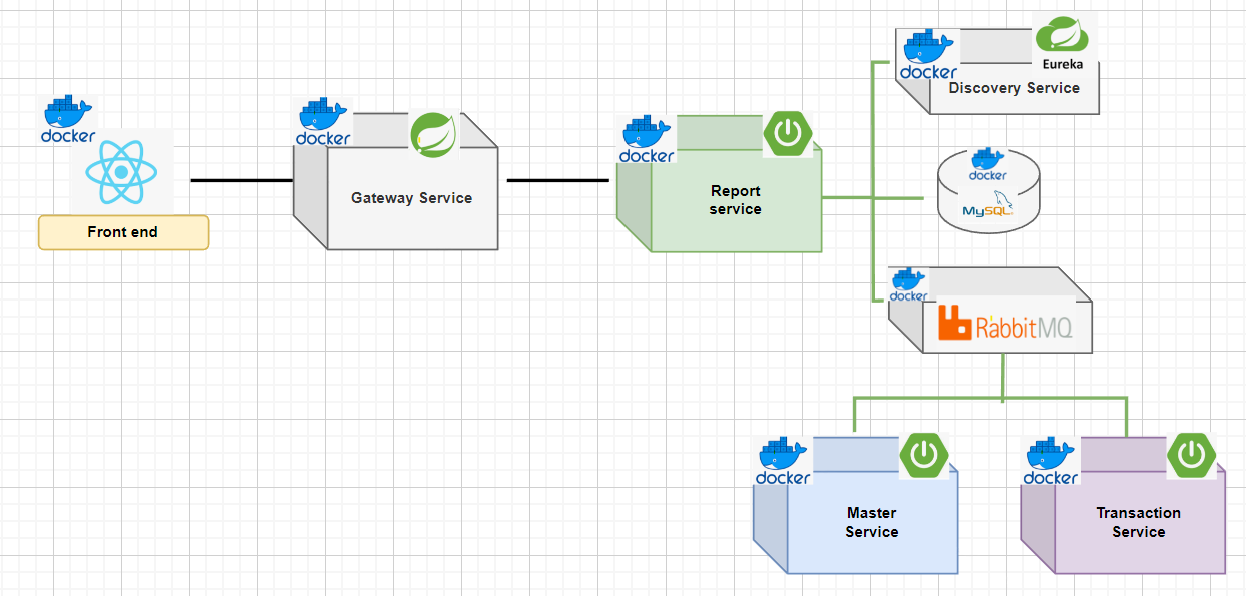 docker
Front end
docker
Gateway Service
docker
Report
service
docker
Eureka
Discovery Service
docker
MySQL
docker
RabbitMQ
docker
Master
Service
docker
Transaction
Service